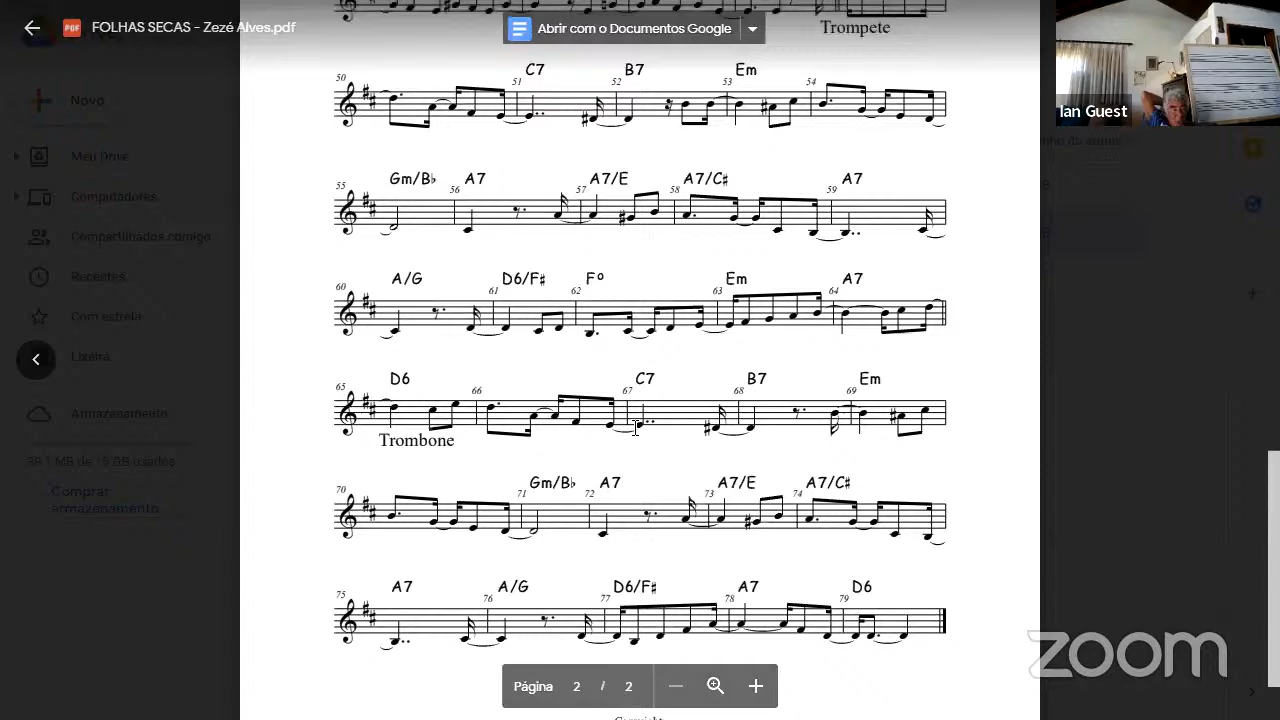 FOLHAS SECAS - Zezé Alves.pdf
Abrir com o Documentos Google
Trompete
Ian Guest
Novo
Meu Drive
Computadores
Compartilhados comigo
Recentes
Com estrela
Lixeira
Armazenamento
Comprar
armazenamento
50 51 52 53 54
C7 B7 Em
55 56 57 58 59
Gm/B♭ A7 A7/E A7/C♯ A7
60 61 62 63 64
A/G D6/F♯ Fº Em A7
65 66 67 68 69
D6 C7 B7 Em
Trombone
70 71 72 73 74
Gm/B♭ A7 A7/E A7/C♯
75 76 77 78 79
A7 A/G D6/F♯ A7 D6
Página 2 / 2
zoom